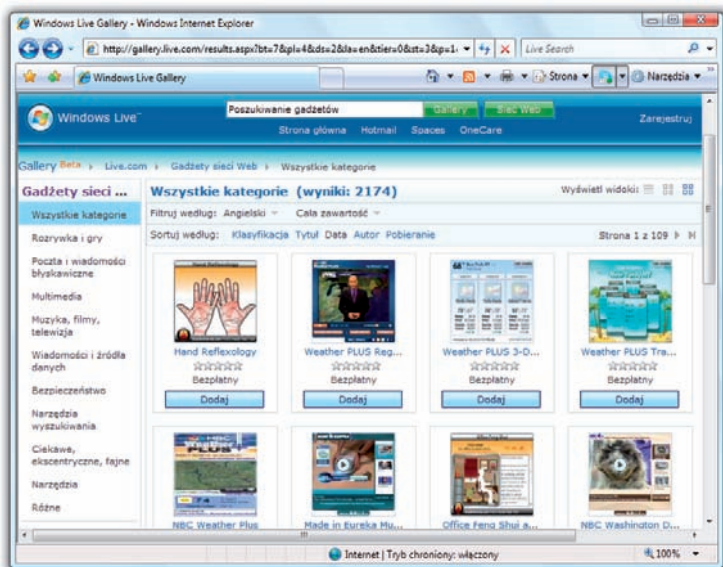 Windows Live Gallery - Windows Internet Explorer
http://gallery.live.com/results.aspx?bt=7&pl=4&ds=2&la=en&tier=0&st=3&p=1
Live Search
Windows Live Gallery
Strona
Narzędzia
Windows Live™
Poszukiwanie gadżetów
Gallery
Sieć Web
Zarejestruj
Strona główna Hotmail Spaces OneCare
Gallery Beta Live.com Gadżety sieci Web Wszystkie kategorie
Gadżety sieci ...
Wszystkie kategorie
Rozrywka i gry
Poczta i wiadomości
błyskawiczne
Multimedia
Muzyka, filmy,
telewizja
Wiadomości i źródła
danych
Bezpieczeństwo
Narzędzia
wyszukiwania
Ciekawe,
ekscentryczne, fajne
Narzędzia
Różne
Wszystkie kategorie (wyniki: 2174)
Wyświetl widoki:
Filtruj według: Angielski Cała zawartość
Sortuj według: Klasyfikacja Tytuł Data Autor Pobieranie
Strona 1 z 109
Hand Reflexology
Hand Reflexology
Bezpłatny
Dodaj
Weather PLUS Reg...
Bezpłatny
Dodaj
Weather PLUS 3-D...
Bezpłatny
Dodaj
Weather PLUS Tra...
Bezpłatny
Dodaj
NBC
Weather
PLUS
NBC Weather Plus
Made in Eureka Mu...
Office Feng Shui a...
NBC Washington D...
Internet | Tryb chroniony: włączony
100%